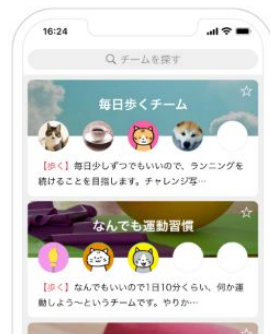 16:24
チームを探す
毎日歩くチーム
【歩く】毎日少しずつでもいいので、ランニングを
続けることを目指します。チャレンジ写…
なんでも運動習慣
【歩く】なんでもいいので1日10分くらい、何か運
動しよう〜というチームです。やりか…